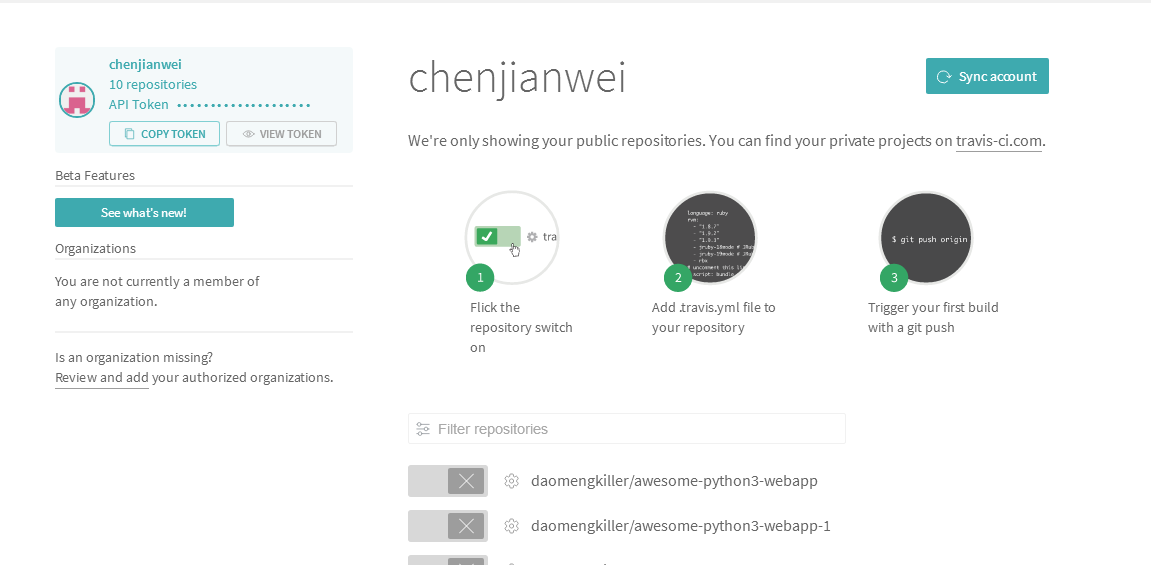 chenjianwei
10 repositories
API Token ••••••••••••••••••••
COPY TOKEN
VIEW TOKEN
Beta Features
See what's new!
Organizations
You are not currently a member of
any organization.
Is an organization missing?
Review and add your authorized organizations.
chenjianwei
Sync account
We're only showing your public repositories. You can find your private projects on travis-ci.com.
tra
1
Flick the
repository switch
on
language: ruby
rvm:
- "1.8.7"
- "1.9.2"
- "1.9.3"
- jruby-18mode # JRub
- jruby-19mode # JRu
- rbx
# uncomment this li
script: bundle
2
Add .travis.yml file to
your repository
$ git push origin
3
Trigger your first build
with a git push
Filter repositories
daomengkiller/awesome-python3-webapp
daomengkiller/awesome-python3-webapp-1